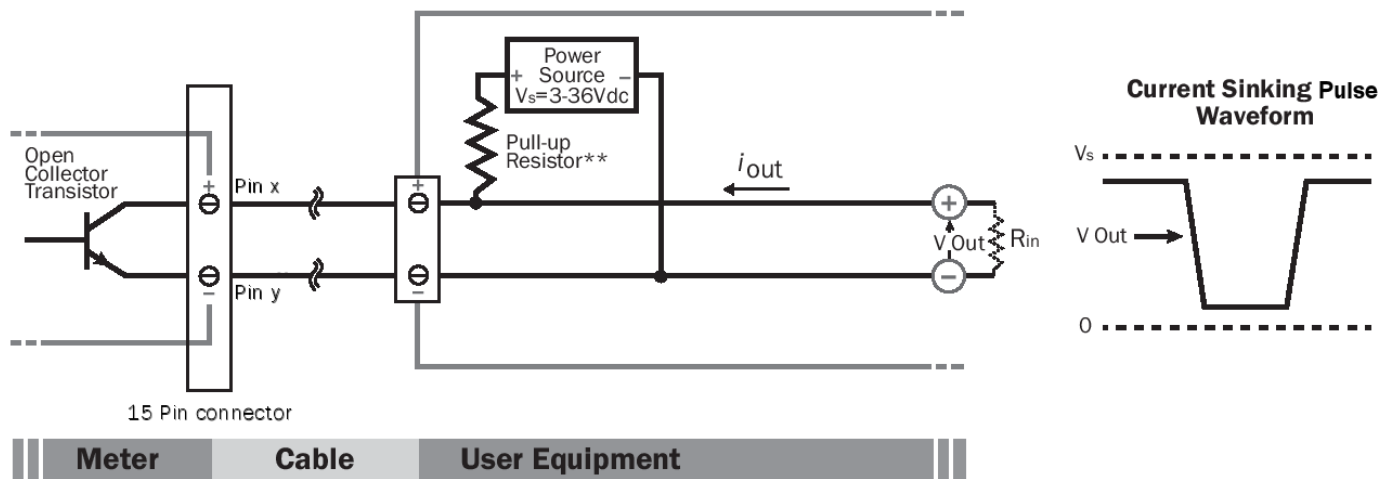 Power
+ Source −
Vs=3-36Vdc
Current Sinking Pulse
Waveform
Pull-up
Resistor**
Open
Collector
Transistor
+
Pin x
+
iout
Vs
+
V Out
Rin
V Out
−
Pin y
−
−
0
15 Pin connector
Meter
Cable
User Equipment